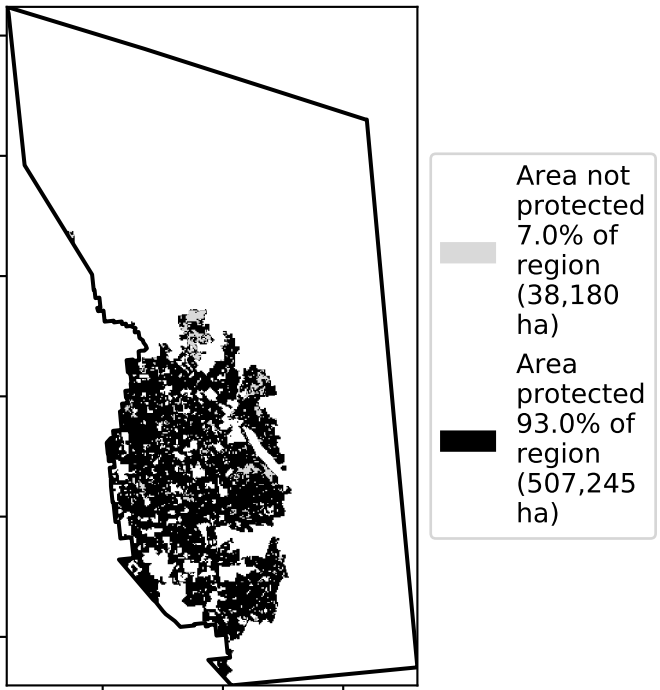 Area not
protected
7.0% of
region
(38,180
ha)
Area
protected
93.0% of
region
(507,245
ha)